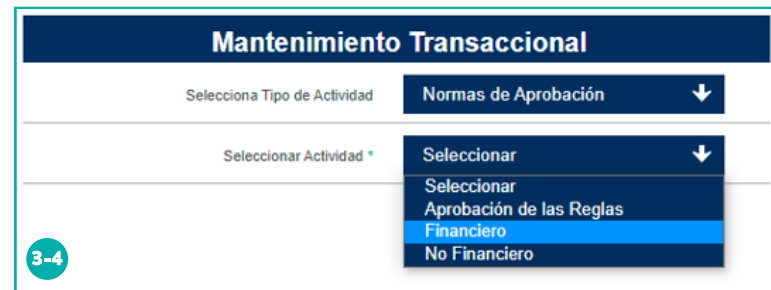 Mantenimiento Transaccional
Selecciona Tipo de Actividad Normas de Aprobación
Seleccionar Actividad * Seleccionar
Seleccionar
Aprobación de las Reglas
Financiero
No Financiero
3-4